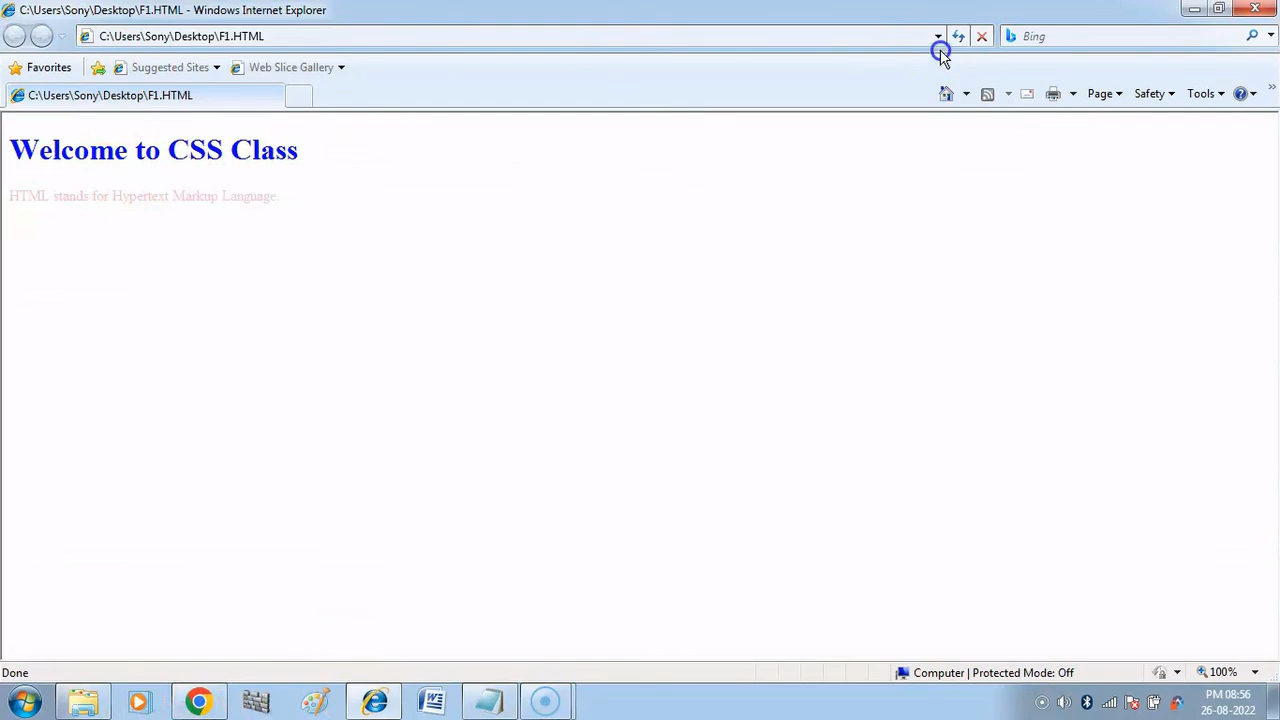 C:\Users\Sony\Desktop\F1.HTML - Windows Internet Explorer
C:\Users\Sony\Desktop\F1.HTML
Bing
Favorites
Suggested Sites
Web Slice Gallery
C:\Users\Sony\Desktop\F1.HTML
Page
Safety
Tools
Welcome to CSS Class
HTML stands for Hypertext Markup Language.
Done
Computer | Protected Mode: Off
100%
PM 08:56
26-08-2022